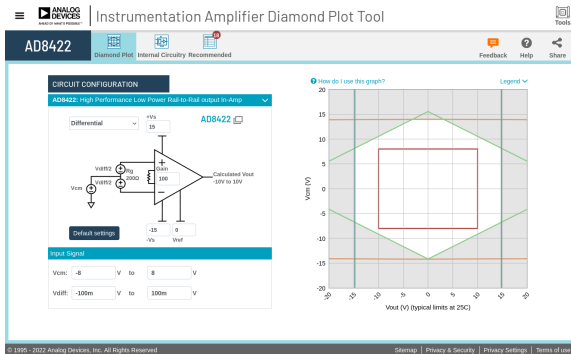 ANALOG
DEVICES
AHEAD OF WHAT'S POSSIBLE™
Instrumentation Amplifier Diamond Plot Tool
Tools
AD8422
Diamond Plot
Internal Circuitry
Recommended
18
Feedback
Help
Share
CIRCUIT CONFIGURATION
AD8422: High Performance Low Power Rail-to-Rail output In-Amp
Differential
+Vs
15
AD8422
Vdiff/2
Vdiff/2
Rg
200Ω
Gain
100
+
−
Vcm
Calculated Vout
-10V to 10V
Default settings
-15
0
-Vs
Vref
Input Signal
Vcm: -8 V to 8 V
Vdiff: -100m V to 100m V
How do I use this graph?
Legend
20
15
10
5
0
-5
-10
-15
-20
Vcm (V)
-20 -15 -10 -5 0 5 10 15 20
Vout (V) (typical limits at 25C)
© 1995 - 2022 Analog Devices, Inc. All Rights Reserved
Sitemap | Privacy & Security | Privacy Settings | Terms of use